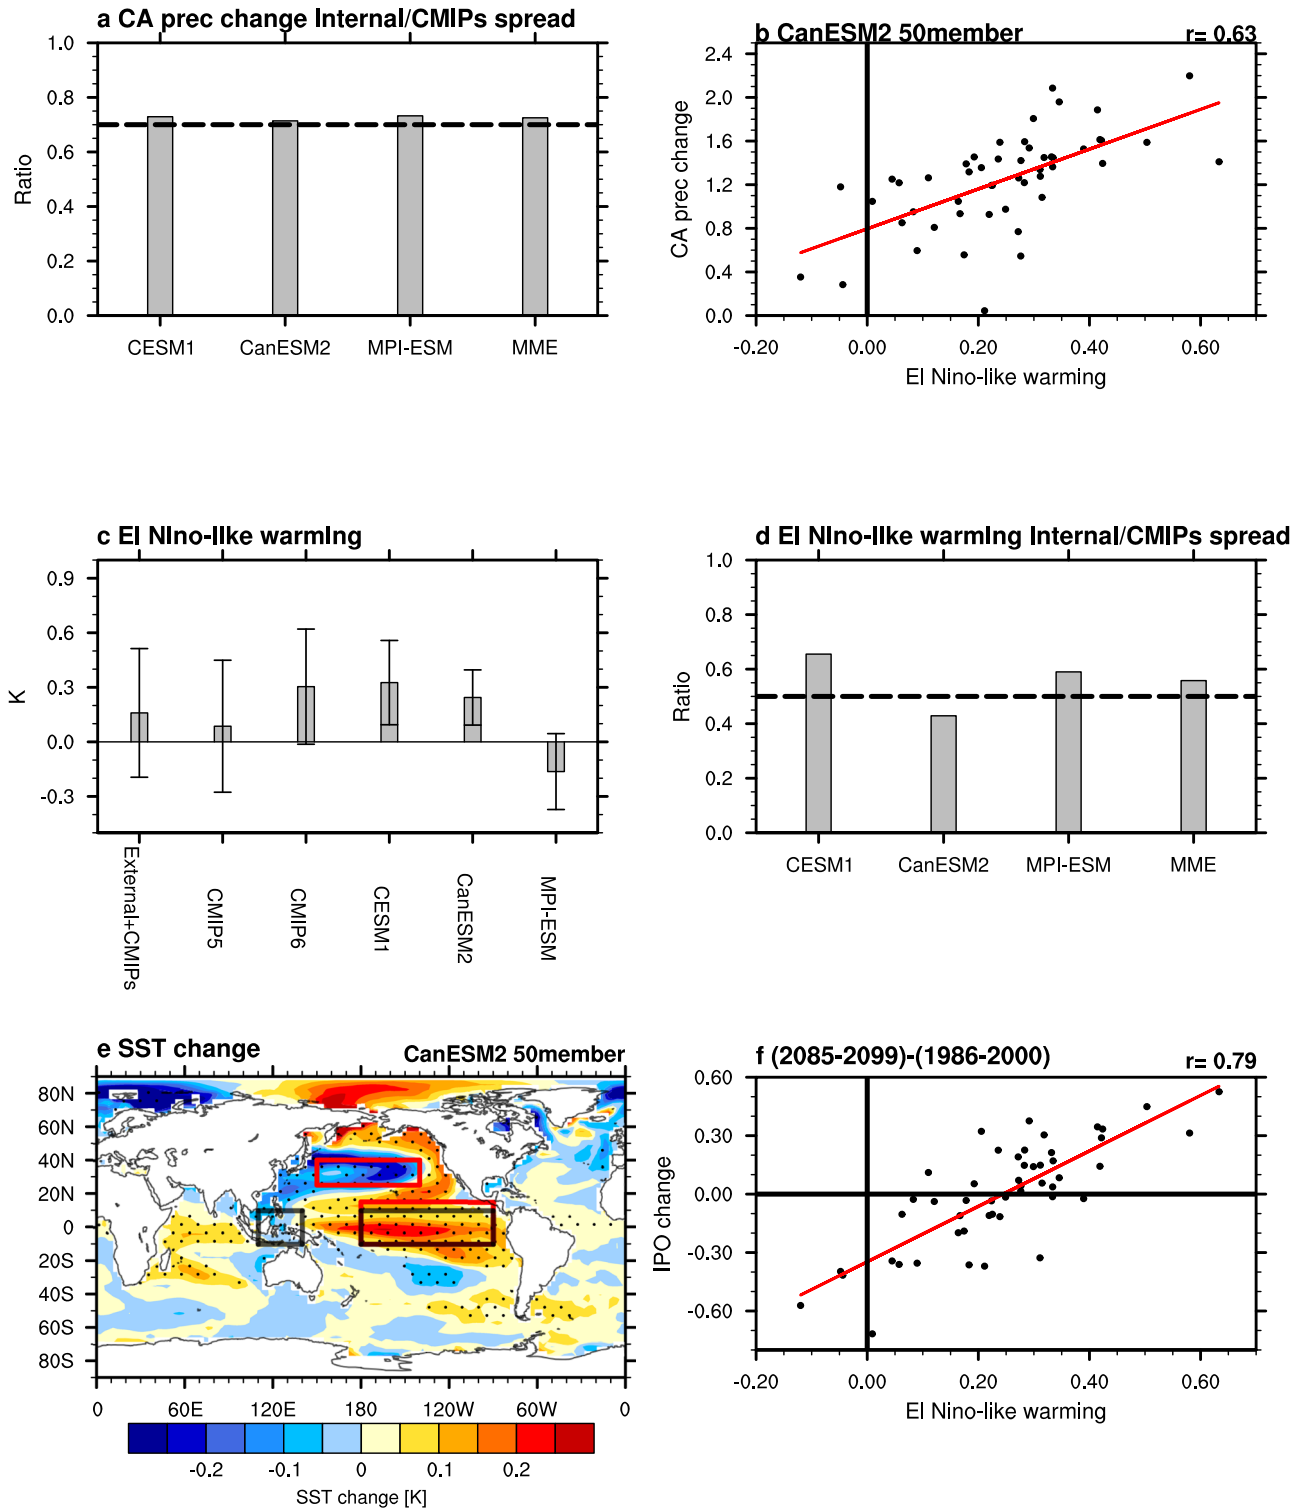 a CA prec change Internal/CMIPs spread
1.0
0.8
0.6
0.4
0.2
0.0
Ratio
CESM1
CanESM2
MPI-ESM
MME
b CanESM2 50member
r= 0.63
2.4
2.0
1.6
1.2
0.8
0.4
0.0
CA prec change
-0.20
0.00
0.20
0.40
0.60
El Nino-like warming
c El Nino-like warming
0.9
0.6
0.3
0.0
-0.3
K
External+CMIPs
CMIP5
CMIP6
CESM1
CanESM2
MPI-ESM
d El Nino-like warming Internal/CMIPs spread
1.0
0.8
0.6
0.4
0.2
0.0
Ratio
CESM1
CanESM2
MPI-ESM
MME
e SST change
CanESM2 50member
80N
60N
40N
20N
0
20S
40S
60S
80S
0
60E
120E
180
120W
60W
0
-0.2
-0.1
0
0.1
0.2
SST change [K]
f (2085-2099)-(1986-2000)
r= 0.79
0.60
0.30
0.00
-0.30
-0.60
IPO change
-0.20
0.00
0.20
0.40
0.60
El Nino-like warming